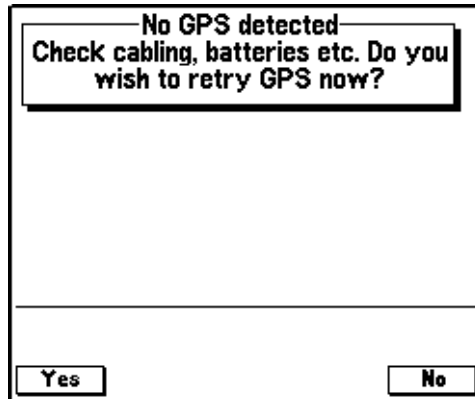 No GPS detected
Check cabling, batteries etc. Do you
wish to retry GPS now?
Yes
No